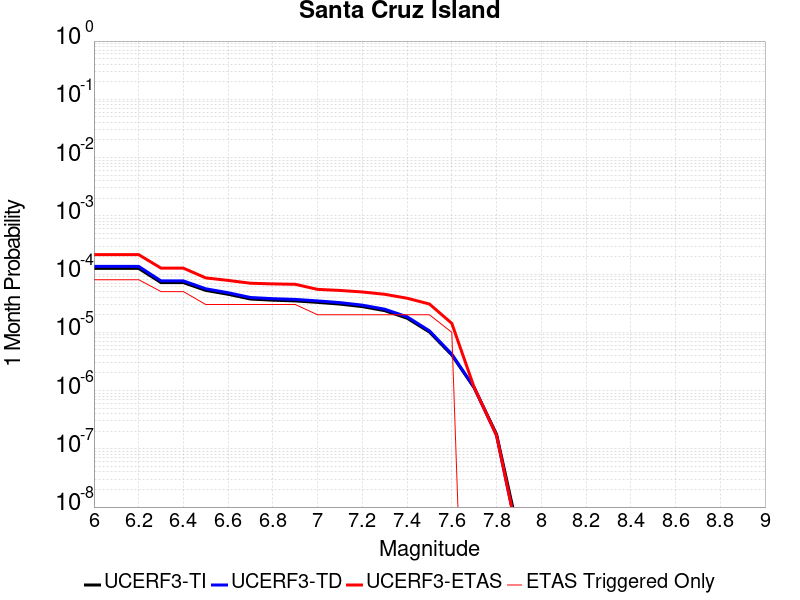 Santa Cruz Island
10^0
10^-1
10^-2
10^-3
10^-4
10^-5
10^-6
10^-7
10^-8
1 Month Probability
6 6.2 6.4 6.6 6.8 7 7.2 7.4 7.6 7.8 8 8.2 8.4 8.6 8.8 9
Magnitude
UCERF3-TI UCERF3-TD UCERF3-ETAS ETAS Triggered Only